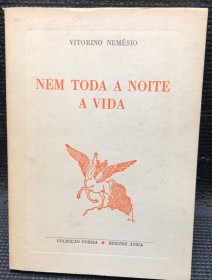 VITORINO NEMÉSIO
NEM TODA A NOITE
A VIDA
COLECÇÃO POESIA ★ EDIÇÕES ÁTICA